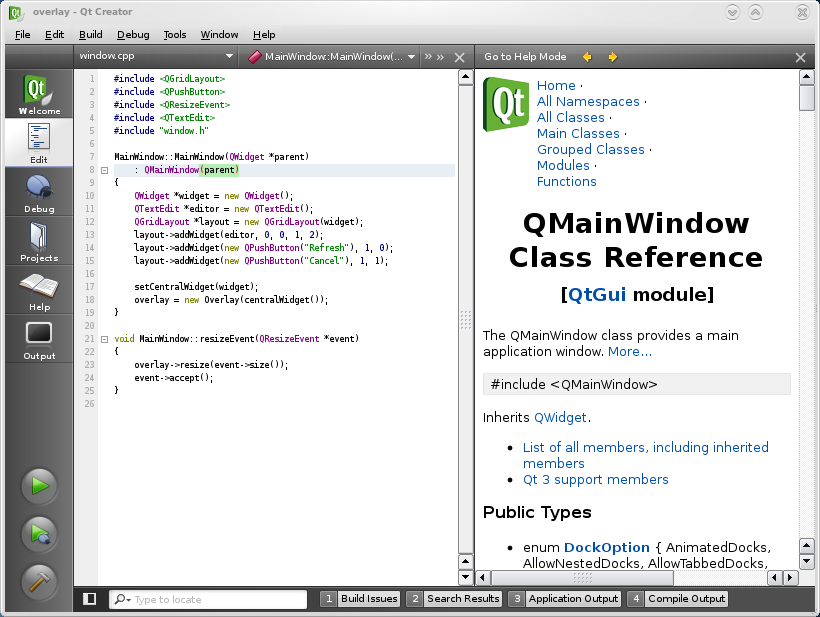 overlay - Qt Creator
File Edit Build Debug Tools Window Help
window.cpp MainWindow::MainWindow(... » »
Go to Help Mode
Qt
Welcome
Edit
Debug
Projects
Help
Output
1 #include <QGridLayout>
2 #include <QPushButton>
3 #include <QResizeEvent>
4 #include <QTextEdit>
5 #include "window.h"
6
7 MainWindow::MainWindow(QWidget *parent)
8 : QMainWindow(parent)
9 {
10 QWidget *widget = new QWidget();
11 QTextEdit *editor = new QTextEdit();
12 QGridLayout *layout = new QGridLayout(widget);
13 layout->addWidget(editor, 0, 0, 1, 2);
14 layout->addWidget(new QPushButton("Refresh"), 1, 0);
15 layout->addWidget(new QPushButton("Cancel"), 1, 1);
16
17 setCentralWidget(widget);
18 overlay = new Overlay(centralWidget());
19 }
20
21 void MainWindow::resizeEvent(QResizeEvent *event)
22 {
23 overlay->resize(event->size());
24 event->accept();
25 }
26
Qt
Home ·
All Namespaces ·
All Classes ·
Main Classes ·
Grouped Classes ·
Modules ·
Functions
QMainWindow
Class Reference
[QtGui module]
The QMainWindow class provides a main
application window. More...
#include <QMainWindow>
Inherits QWidget.
• List of all members, including inherited
members
• Qt 3 support members
Public Types
• enum DockOption { AnimatedDocks,
AllowNestedDocks, AllowTabbedDocks,
Type to locate
1 Build Issues 2 Search Results 3 Application Output 4 Compile Output